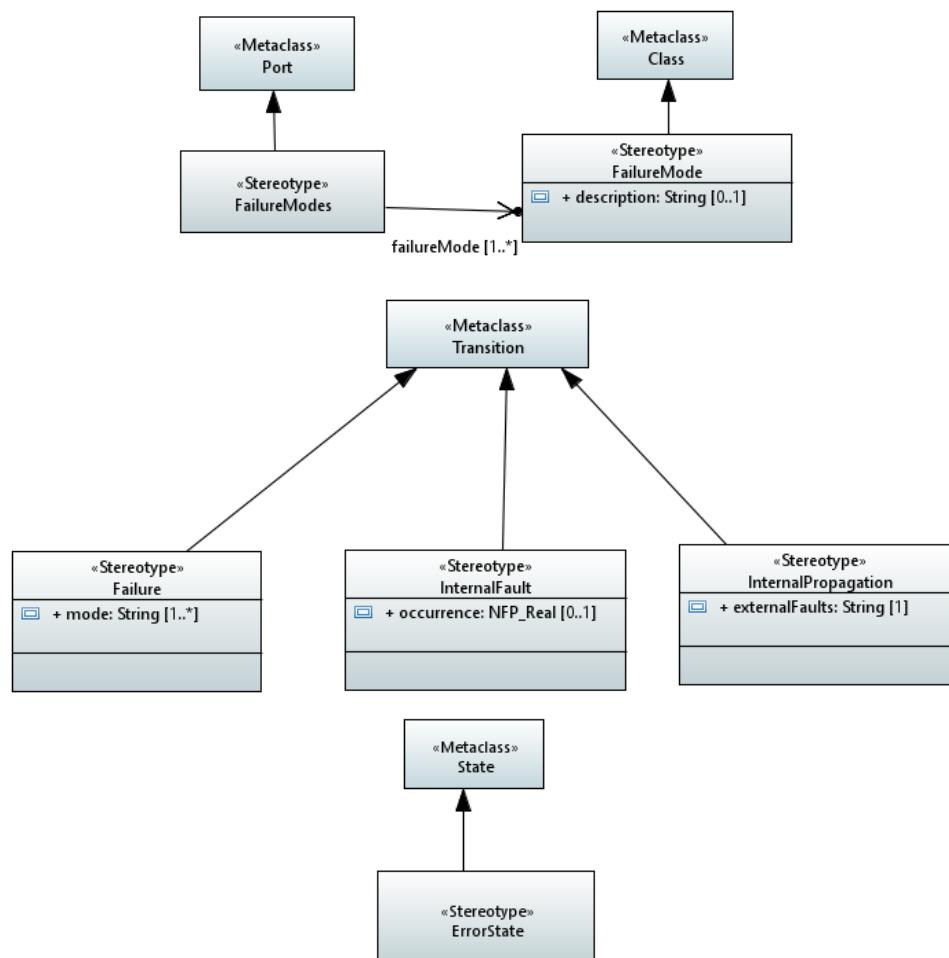 «Metaclass»
Port
«Metaclass»
Class
«Stereotype»
FailureModes
«Stereotype»
FailureMode
+ description: String [0..1]
failureMode [1..*]
«Metaclass»
Transition
«Stereotype»
Failure
+ mode: String [1..*]
«Stereotype»
InternalFault
+ occurrence: NFP_Real [0..1]
«Stereotype»
InternalPropagation
+ externalFaults: String [1]
«Metaclass»
State
«Stereotype»
ErrorState